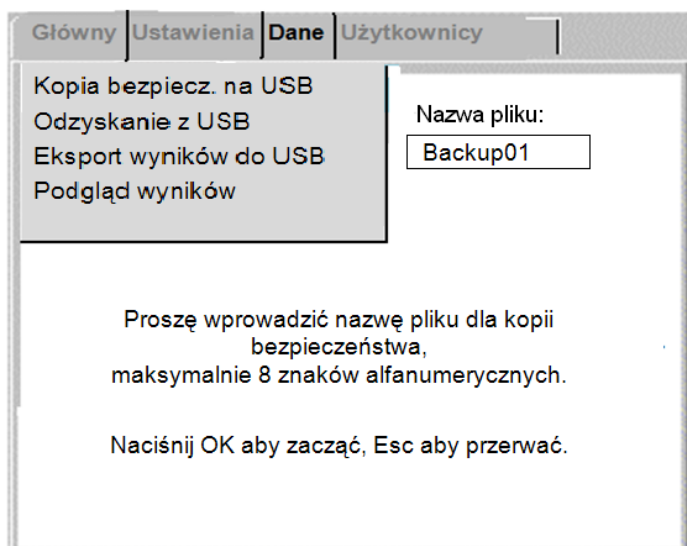 Główny Ustawienia Dane Użytkownicy
Kopia bezpiecz. na USB
Odzyskanie z USB
Eksport wyników do USB
Podgląd wyników
Nazwa pliku:
Backup01
Proszę wprowadzić nazwę pliku dla kopii
bezpieczeństwa,
maksymalnie 8 znaków alfanumerycznych.
Naciśnij OK aby zacząć, Esc aby przerwać.